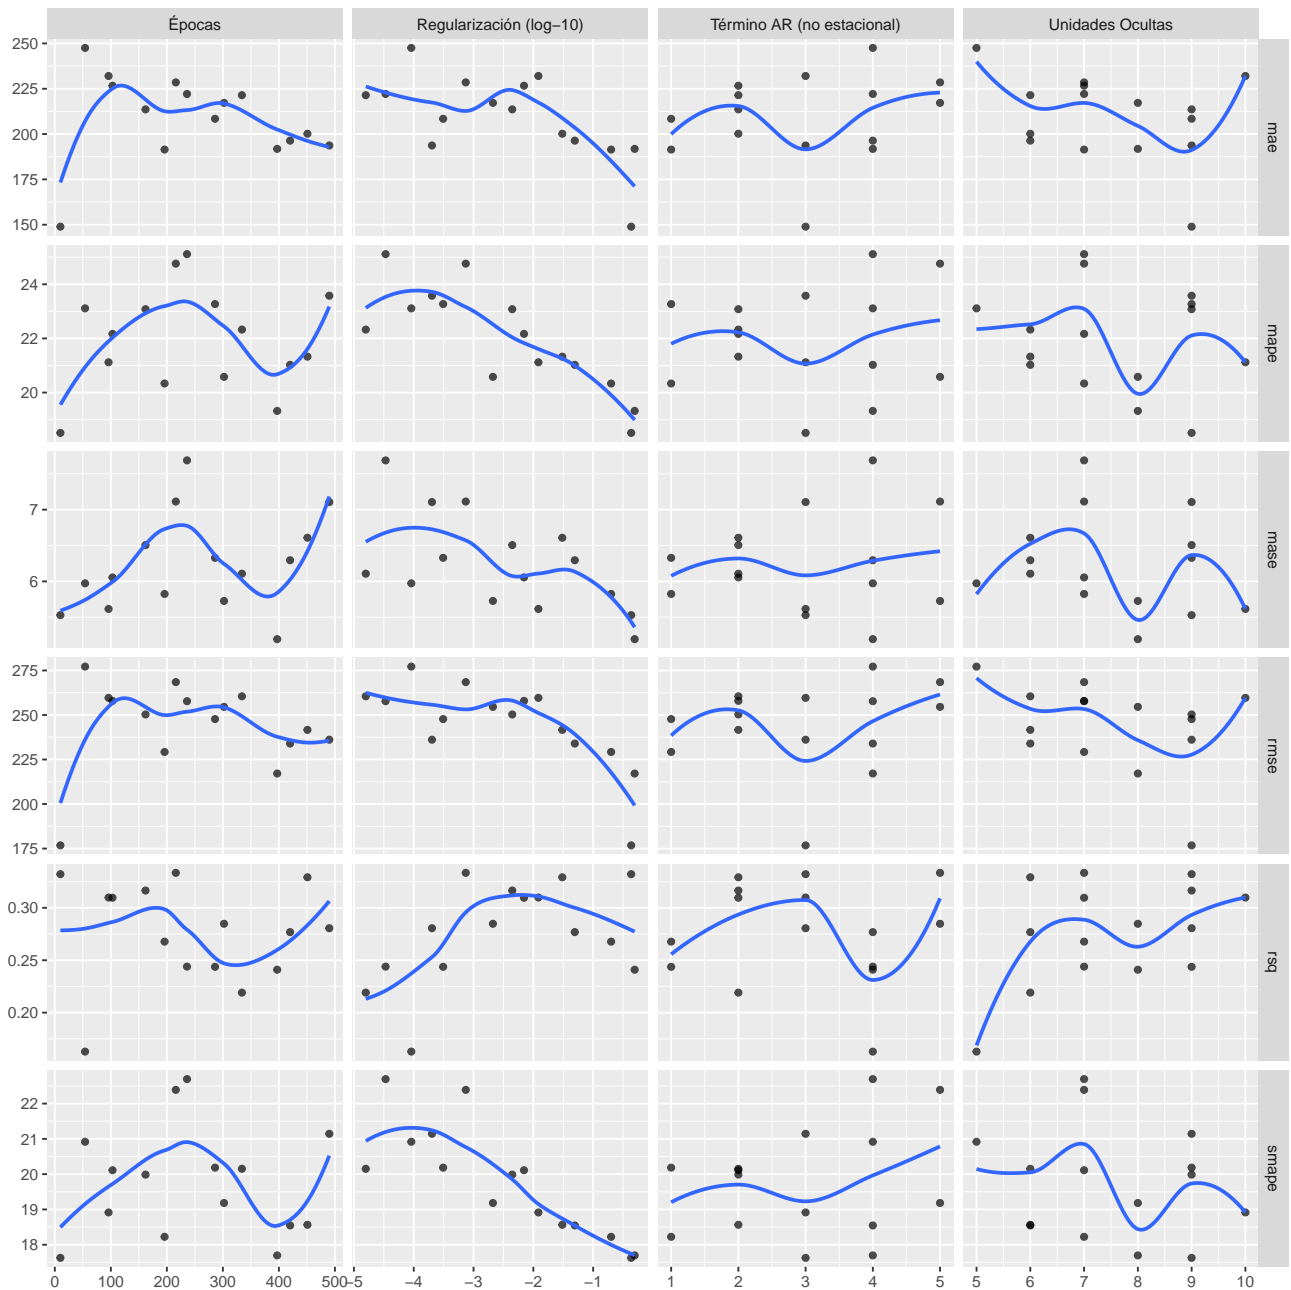 Épocas Regularización (log−10) Término AR (no estacional) Unidades Ocultas
250
225
200
175
150
mae
24
22
20
mape
7
6
mase
275
250
225
200
175
rmse
0.30
0.25
0.20
rsq
22
21
20
19
18
smape
0 100 200 300 400 500 −5 −4 −3 −2 −1 1 2 3 4 5 5 6 7 8 9 10